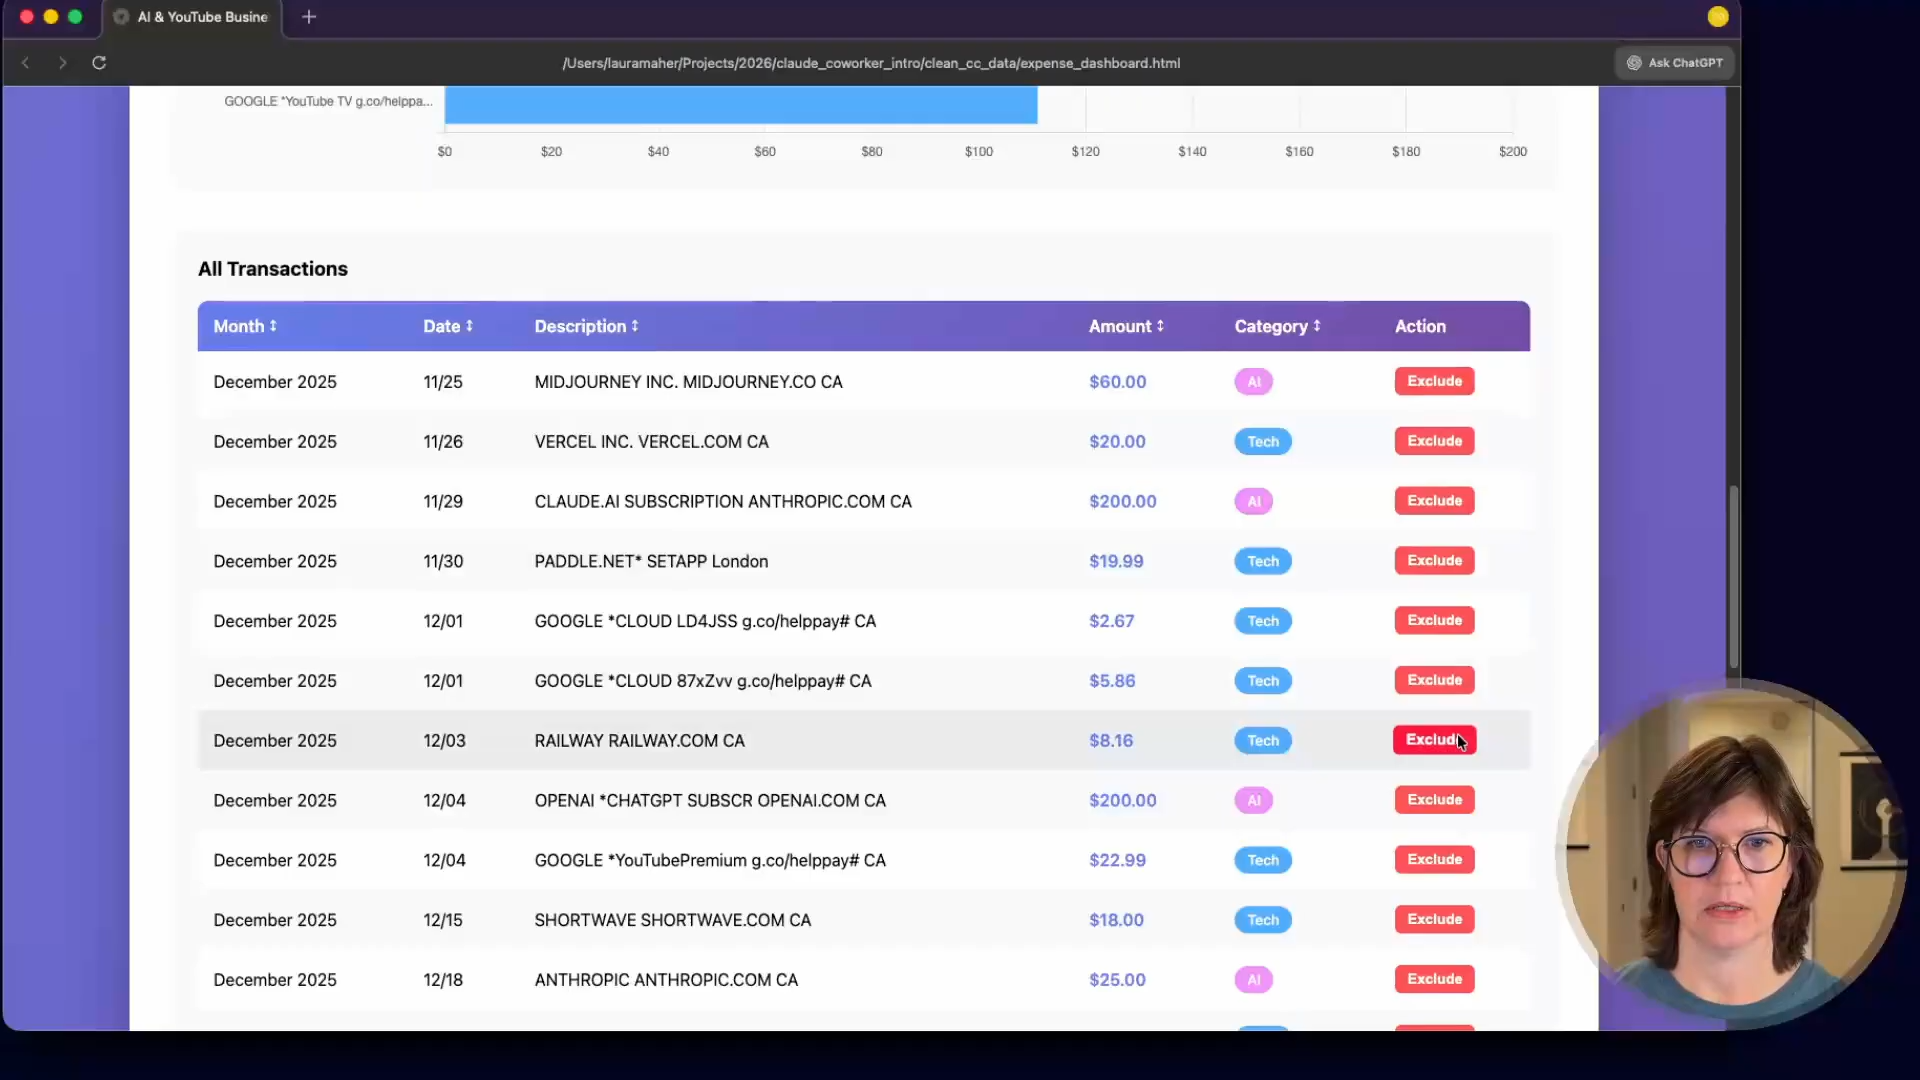 AI & YouTube Busine
/Users/lauramaher/Projects/2026/claude_coworker_intro/clean_cc_data/expense_dashboard.html
Ask ChatGPT
GOOGLE *YouTube TV g.co/helppa...
$0 $20 $40 $60 $80 $100 $120 $140 $160 $180 $200
All Transactions
Month Date Description Amount Category Action
December 2025 11/25 MIDJOURNEY INC. MIDJOURNEY.CO CA $60.00 AI Exclude
December 2025 11/26 VERCEL INC. VERCEL.COM CA $20.00 Tech Exclude
December 2025 11/29 CLAUDE.AI SUBSCRIPTION ANTHROPIC.COM CA $200.00 AI Exclude
December 2025 11/30 PADDLE.NET* SETAPP London $19.99 Tech Exclude
December 2025 12/01 GOOGLE *CLOUD LD4JSS g.co/helppay# CA $2.67 Tech Exclude
December 2025 12/01 GOOGLE *CLOUD 87xZvv g.co/helppay# CA $5.86 Tech Exclude
December 2025 12/03 RAILWAY RAILWAY.COM CA $8.16 Tech Exclude
December 2025 12/04 OPENAI *CHATGPT SUBSCR OPENAI.COM CA $200.00 AI Exclude
December 2025 12/04 GOOGLE *YouTubePremium g.co/helppay# CA $22.99 Tech Exclude
December 2025 12/15 SHORTWAVE SHORTWAVE.COM CA $18.00 Tech Exclude
December 2025 12/18 ANTHROPIC ANTHROPIC.COM CA $25.00 AI Exclude